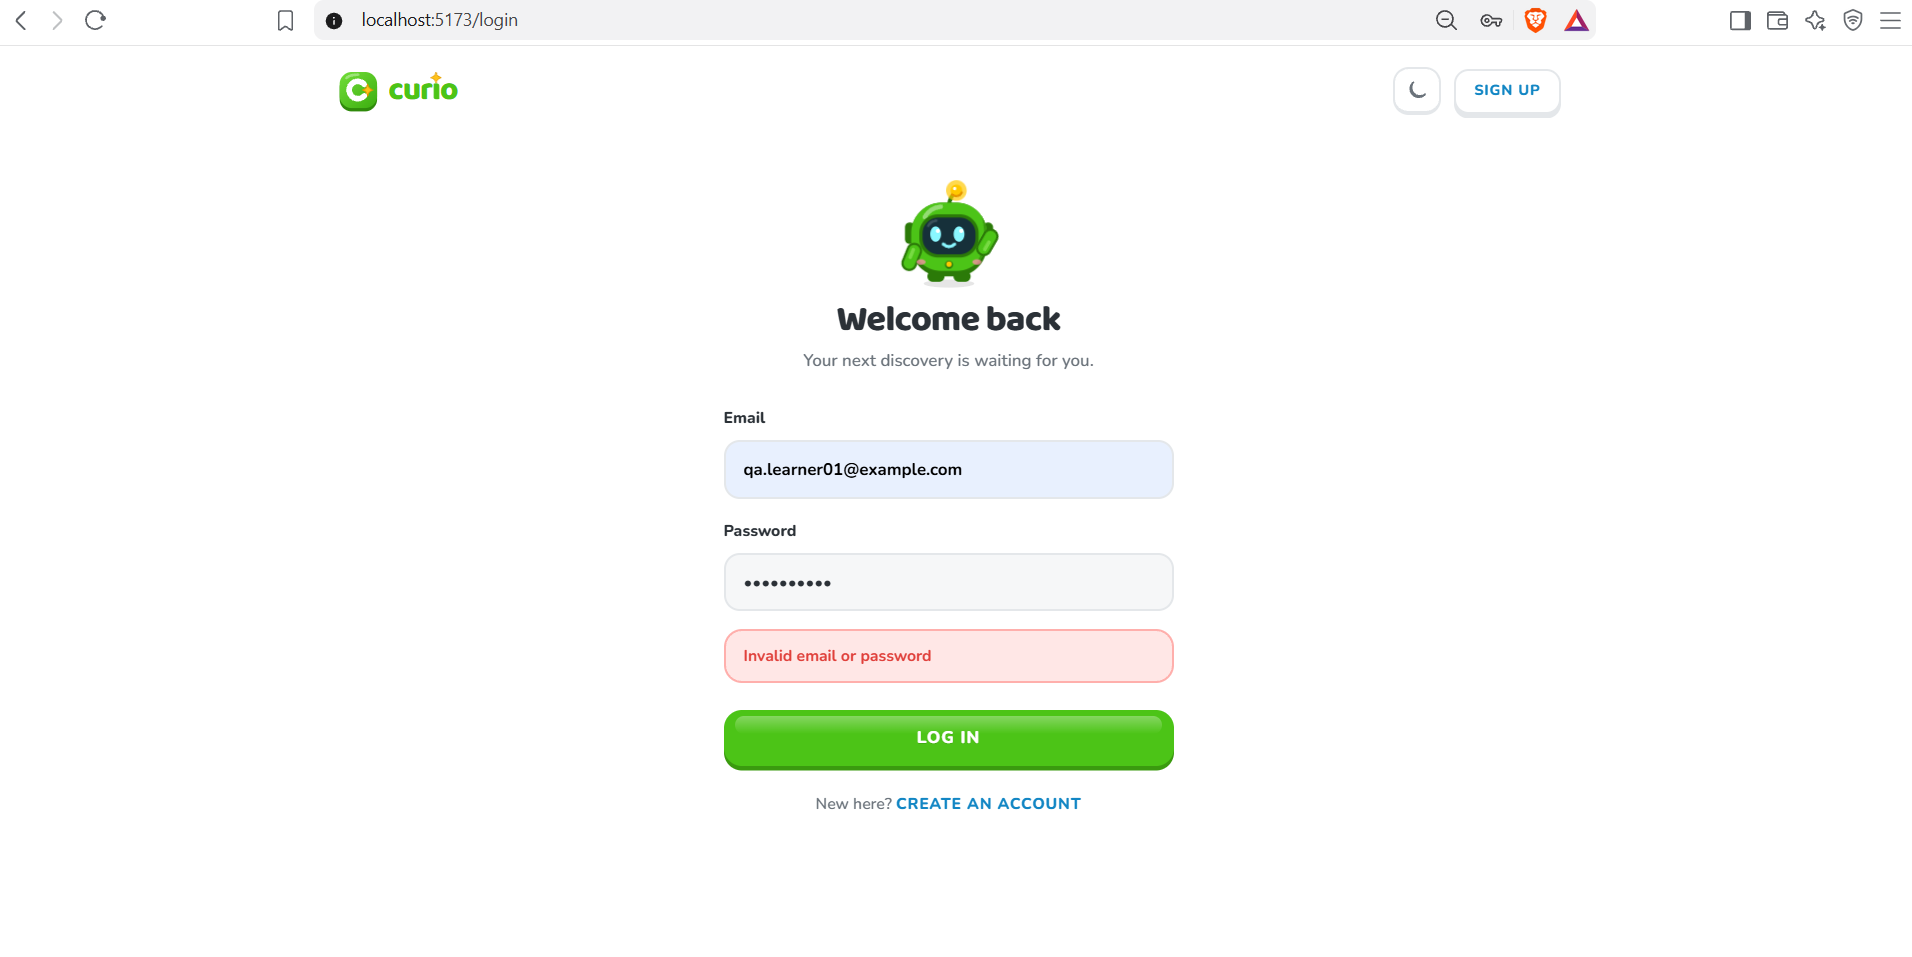 localhost:5173/login
curio
SIGN UP
Welcome back
Your next discovery is waiting for you.
Email
qa.learner01@example.com
Password
••••••••••
Invalid email or password
LOG IN
New here? CREATE AN ACCOUNT